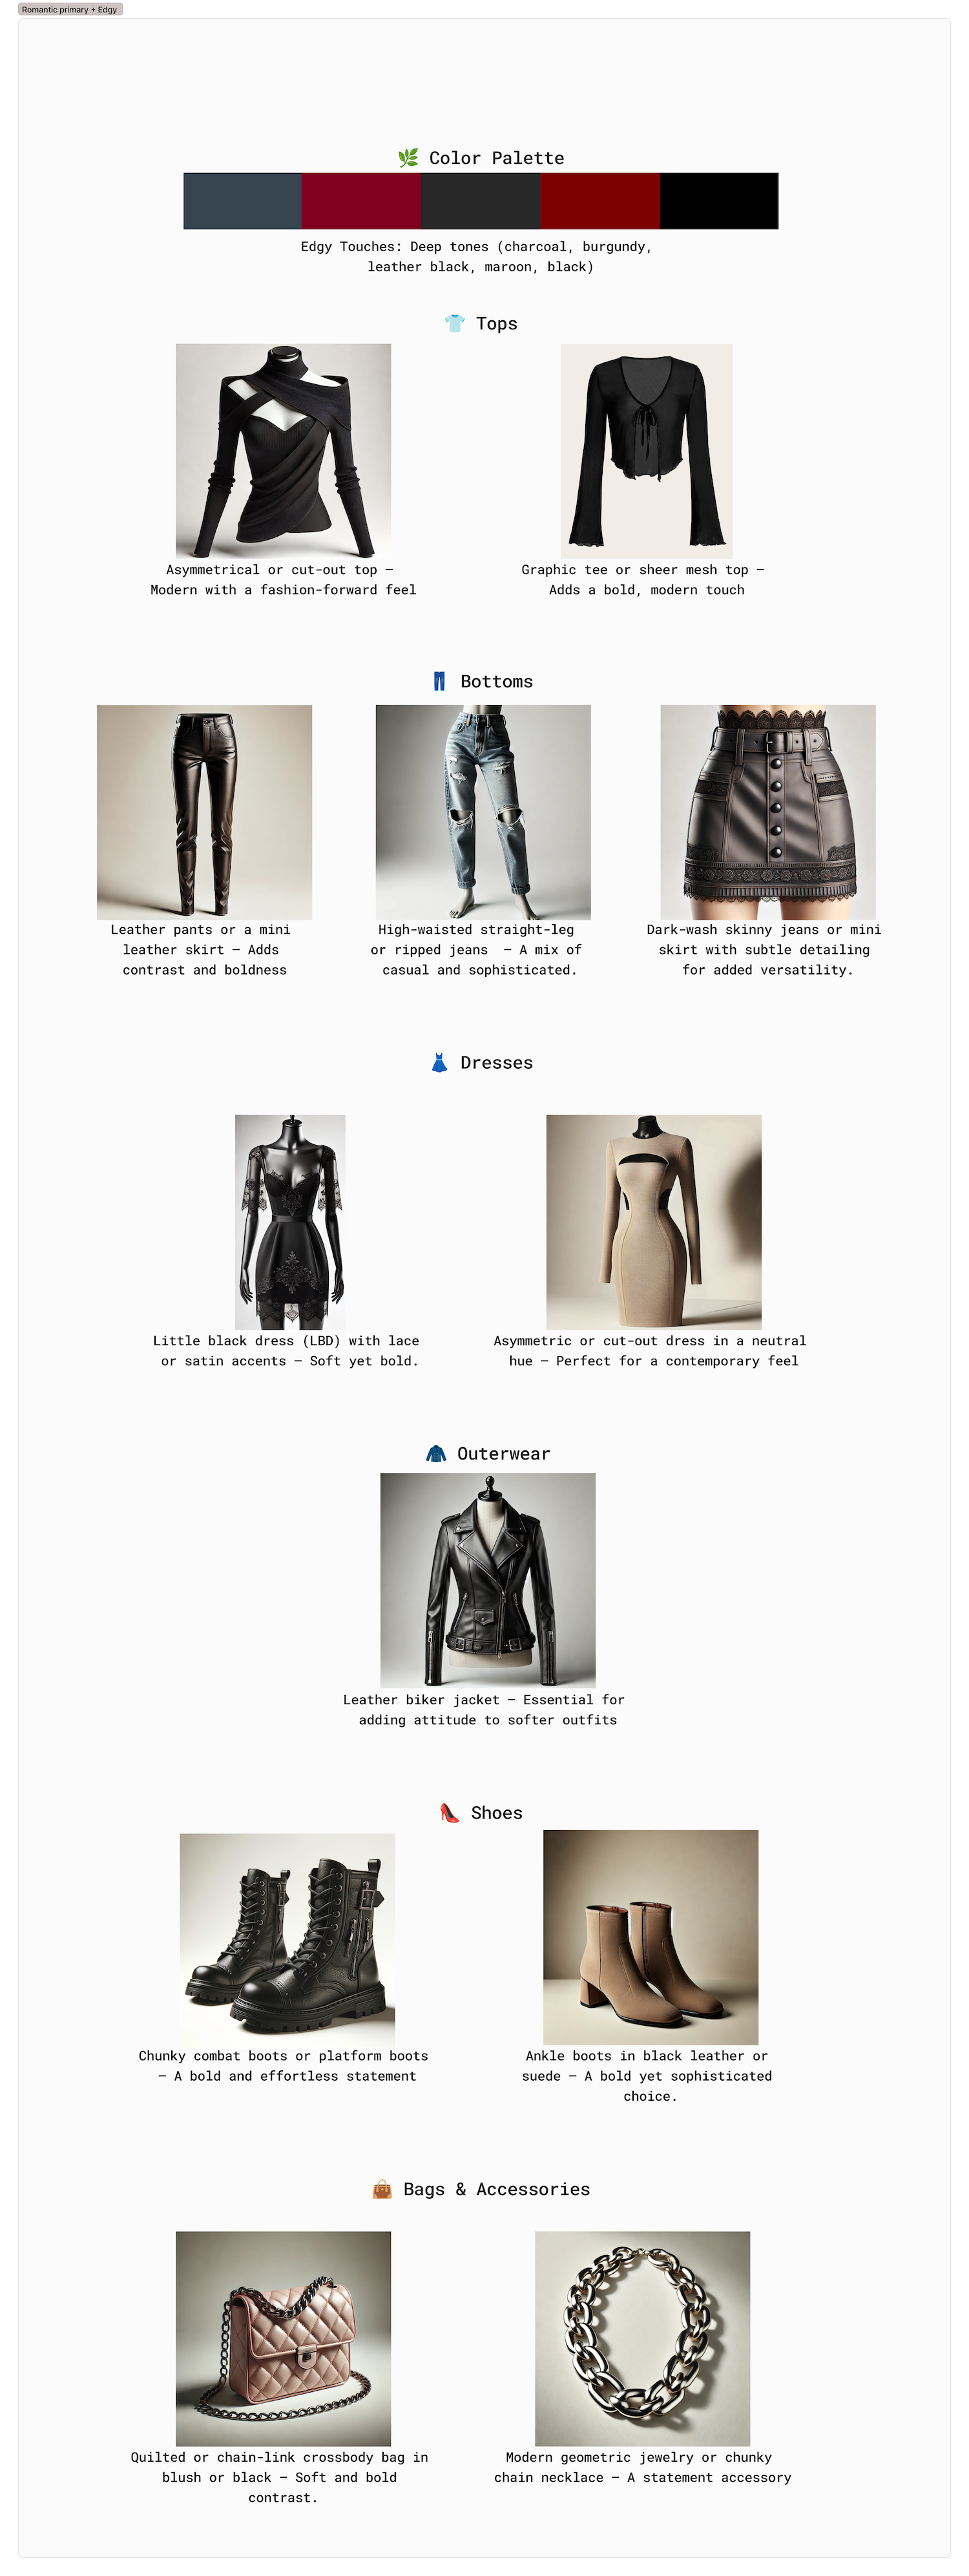 Romantic primary + Edgy
🌿 Color Palette
Edgy Touches: Deep tones (charcoal, burgundy,
leather black, maroon, black)
👕 Tops
Asymmetrical or cut-out top –
Modern with a fashion-forward feel
Graphic tee or sheer mesh top –
Adds a bold, modern touch
👖 Bottoms
Leather pants or a mini
leather skirt – Adds
contrast and boldness
High-waisted straight-leg
or ripped jeans – A mix of
casual and sophisticated.
Dark-wash skinny jeans or mini
skirt with subtle detailing
for added versatility.
👗 Dresses
Little black dress (LBD) with lace
or satin accents – Soft yet bold.
Asymmetric or cut-out dress in a neutral
hue – Perfect for a contemporary feel
🧥 Outerwear
Leather biker jacket – Essential for
adding attitude to softer outfits
👠 Shoes
Chunky combat boots or platform boots
– A bold and effortless statement
Ankle boots in black leather or
suede – A bold yet sophisticated
choice.
👜 Bags & Accessories
Quilted or chain-link crossbody bag in
blush or black – Soft and bold
contrast.
Modern geometric jewelry or chunky
chain necklace – A statement accessory